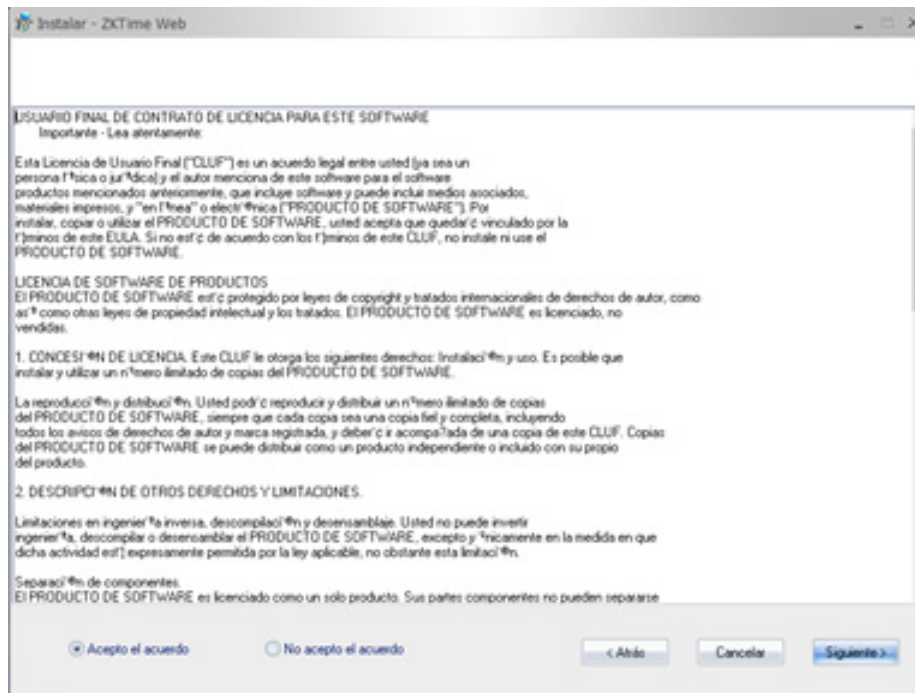 Instalar - ZKTime Web
USUARIO FINAL DE CONTRATO DE LICENCIA PARA ESTE SOFTWARE
Importante - Lea atentamente:
Esta Licencia de Usuario Final ("CLUF") es un acuerdo legal entre usted (ya sea un
persona f¨ªsica o jur¨ªdica) y el autor menciona de este software para el software
productos mencionados anteriormente, que incluye software y puede incluir medios asociados,
materiales impresos, y "en l¨ªnea" o electr¨®nica ("PRODUCTO DE SOFTWARE"). Por
instalar, copiar o utilizar el PRODUCTO DE SOFTWARE, usted acepta que quedar¨¢ vinculado por la
t¨¦minos de este EULA. Si no est¨¢ de acuerdo con los t¨¦minos de este CLUF, no instale ni use el
PRODUCTO DE SOFTWARE.
LICENCIA DE SOFTWARE DE PRODUCTOS
El PRODUCTO DE SOFTWARE est¨¢ protegido por leyes de copyright y tratados internacionales de derechos de autor, como
as¨ª como otras leyes de propiedad intelectual y los tratados. El PRODUCTO DE SOFTWARE es licenciado, no
vendidas.
1. CONCESI¨®N DE LICENCIA. Este CLUF le otorga los siguientes derechos: Instalaci¨®n y uso. Es posible que
instalar y utilizar un n¨²mero ilimitado de copias del PRODUCTO DE SOFTWARE.
La reproducci¨®n y distribuci¨®n. Usted podr¨¢ reproducir y distribuir un n¨²mero ilimitado de copias
del PRODUCTO DE SOFTWARE, siempre que cada copia sea una copia fiel y completa, incluyendo
todos los avisos de derechos de autor y marca registrada, y deber¨¢ ir acompa?ada de una copia de este CLUF. Copias
del PRODUCTO DE SOFTWARE se puede distribuir como un producto independiente o incluido con su propio
del producto.
2. DESCRIPCI¨®N DE OTROS DERECHOS Y LIMITACIONES.
Limitaciones en ingenier¨ªa inversa, descompilaci¨®n y desensamblaje. Usted no puede invertir
ingenier¨ªa, descompilar o desensamblar el PRODUCTO DE SOFTWARE, excepto y ¨²nicamente en la medida en que
dicha actividad est¨¦ expresamente permitida por la ley aplicable, no obstante esta limitaci¨®n.
Separaci¨®n de componentes.
El PRODUCTO DE SOFTWARE es licenciado como un solo producto. Sus partes componentes no pueden separarse
Acepto el acuerdo
No acepto el acuerdo
< Atrás
Cancelar
Siguiente >